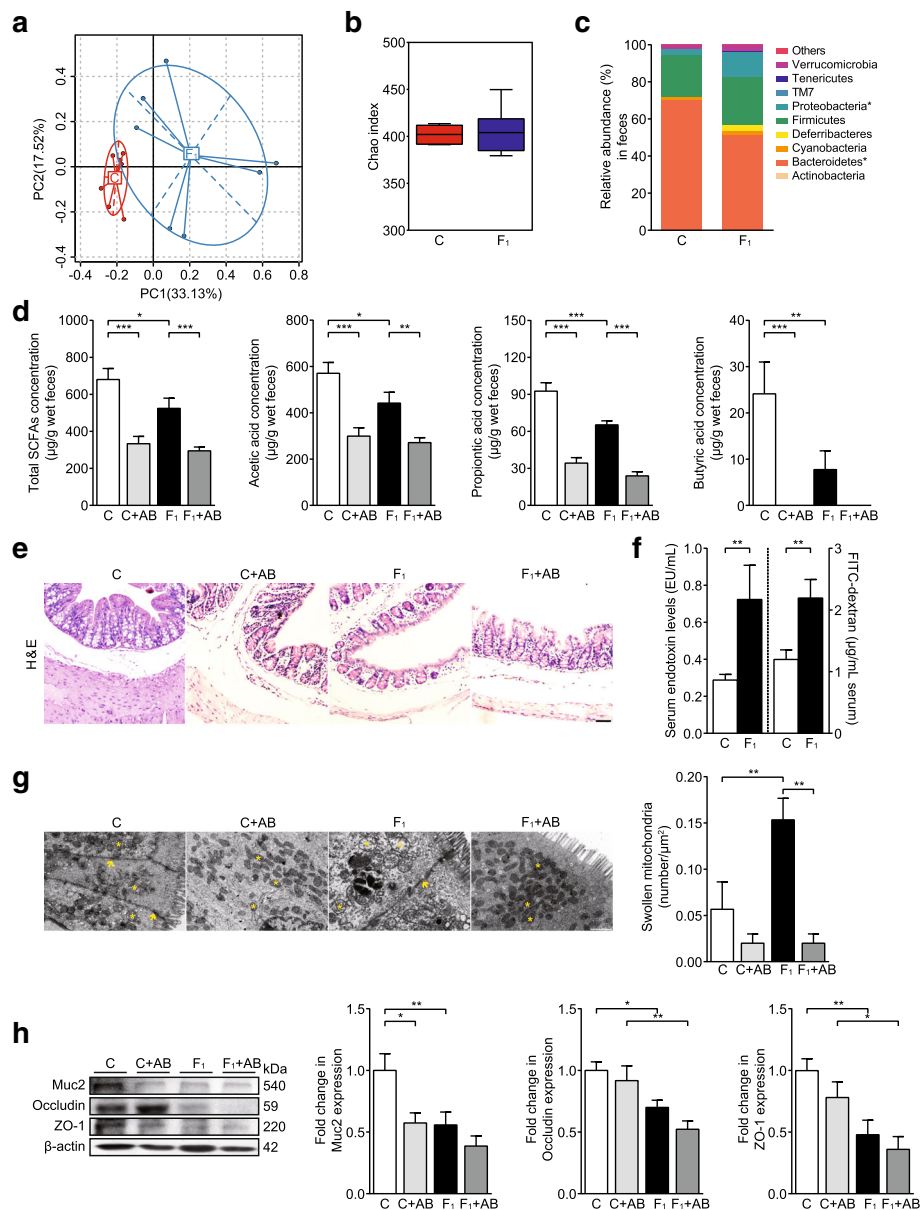 a
PC2(17.52%)
0.4
0.2
0.0
-0.2
-0.4
F₁
C
-0.4 -0.2 0.0 0.2 0.4 0.6 0.8
PC1(33.13%)
b
Chao index
500
450
400
350
300
C F₁
c
Relative abundance (%)
in feces
100
80
60
40
20
0
C F₁
Others
Verrucomicrobia
Tenericutes
TM7
Proteobacteria*
Firmicutes
Deferribacteres
Cyanobacteria
Bacteroidetes*
Actinobacteria
d
Total SCFAs concentration
(μg/g wet feces)
1000
800
600
400
200
0
*
*** ***
C C+AB F₁ F₁+AB
Acetic acid concentration
(μg/g wet feces)
800
600
400
200
0
*
*** **
C C+AB F₁ F₁+AB
Propiontic acid concentration
(μg/g wet feces)
150
120
90
60
30
0
***
*** ***
C C+AB F₁ F₁+AB
Butyric acid concentration
(μg/g wet feces)
40
30
20
10
0
**
***
C C+AB F₁ F₁+AB
e
C C+AB F₁ F₁+AB
H&E
f
Serum endotoxin levels (EU/mL)
1.0
0.8
0.6
0.4
0.2
0.0
** **
C F₁ C F₁
3
2
1
0
FITC-dextran (μg/mL serum)
g
C C+AB F₁ F₁+AB
Swollen mitochondria
(number/μm²)
0.20
0.15
0.10
0.05
0.00
**
**
C C+AB F₁ F₁+AB
h
C C+AB F₁ F₁+AB kDa
Muc2 540
Occludin 59
ZO-1 220
β-actin 42
Fold change in
Muc2 expression
1.5
1.0
0.5
0.0
**
*
C C+AB F₁ F₁+AB
Fold change in
Occludin expression
1.5
1.0
0.5
0.0
*
**
C C+AB F₁ F₁+AB
Fold change in
ZO-1 expression
1.5
1.0
0.5
0.0
**
*
C C+AB F₁ F₁+AB